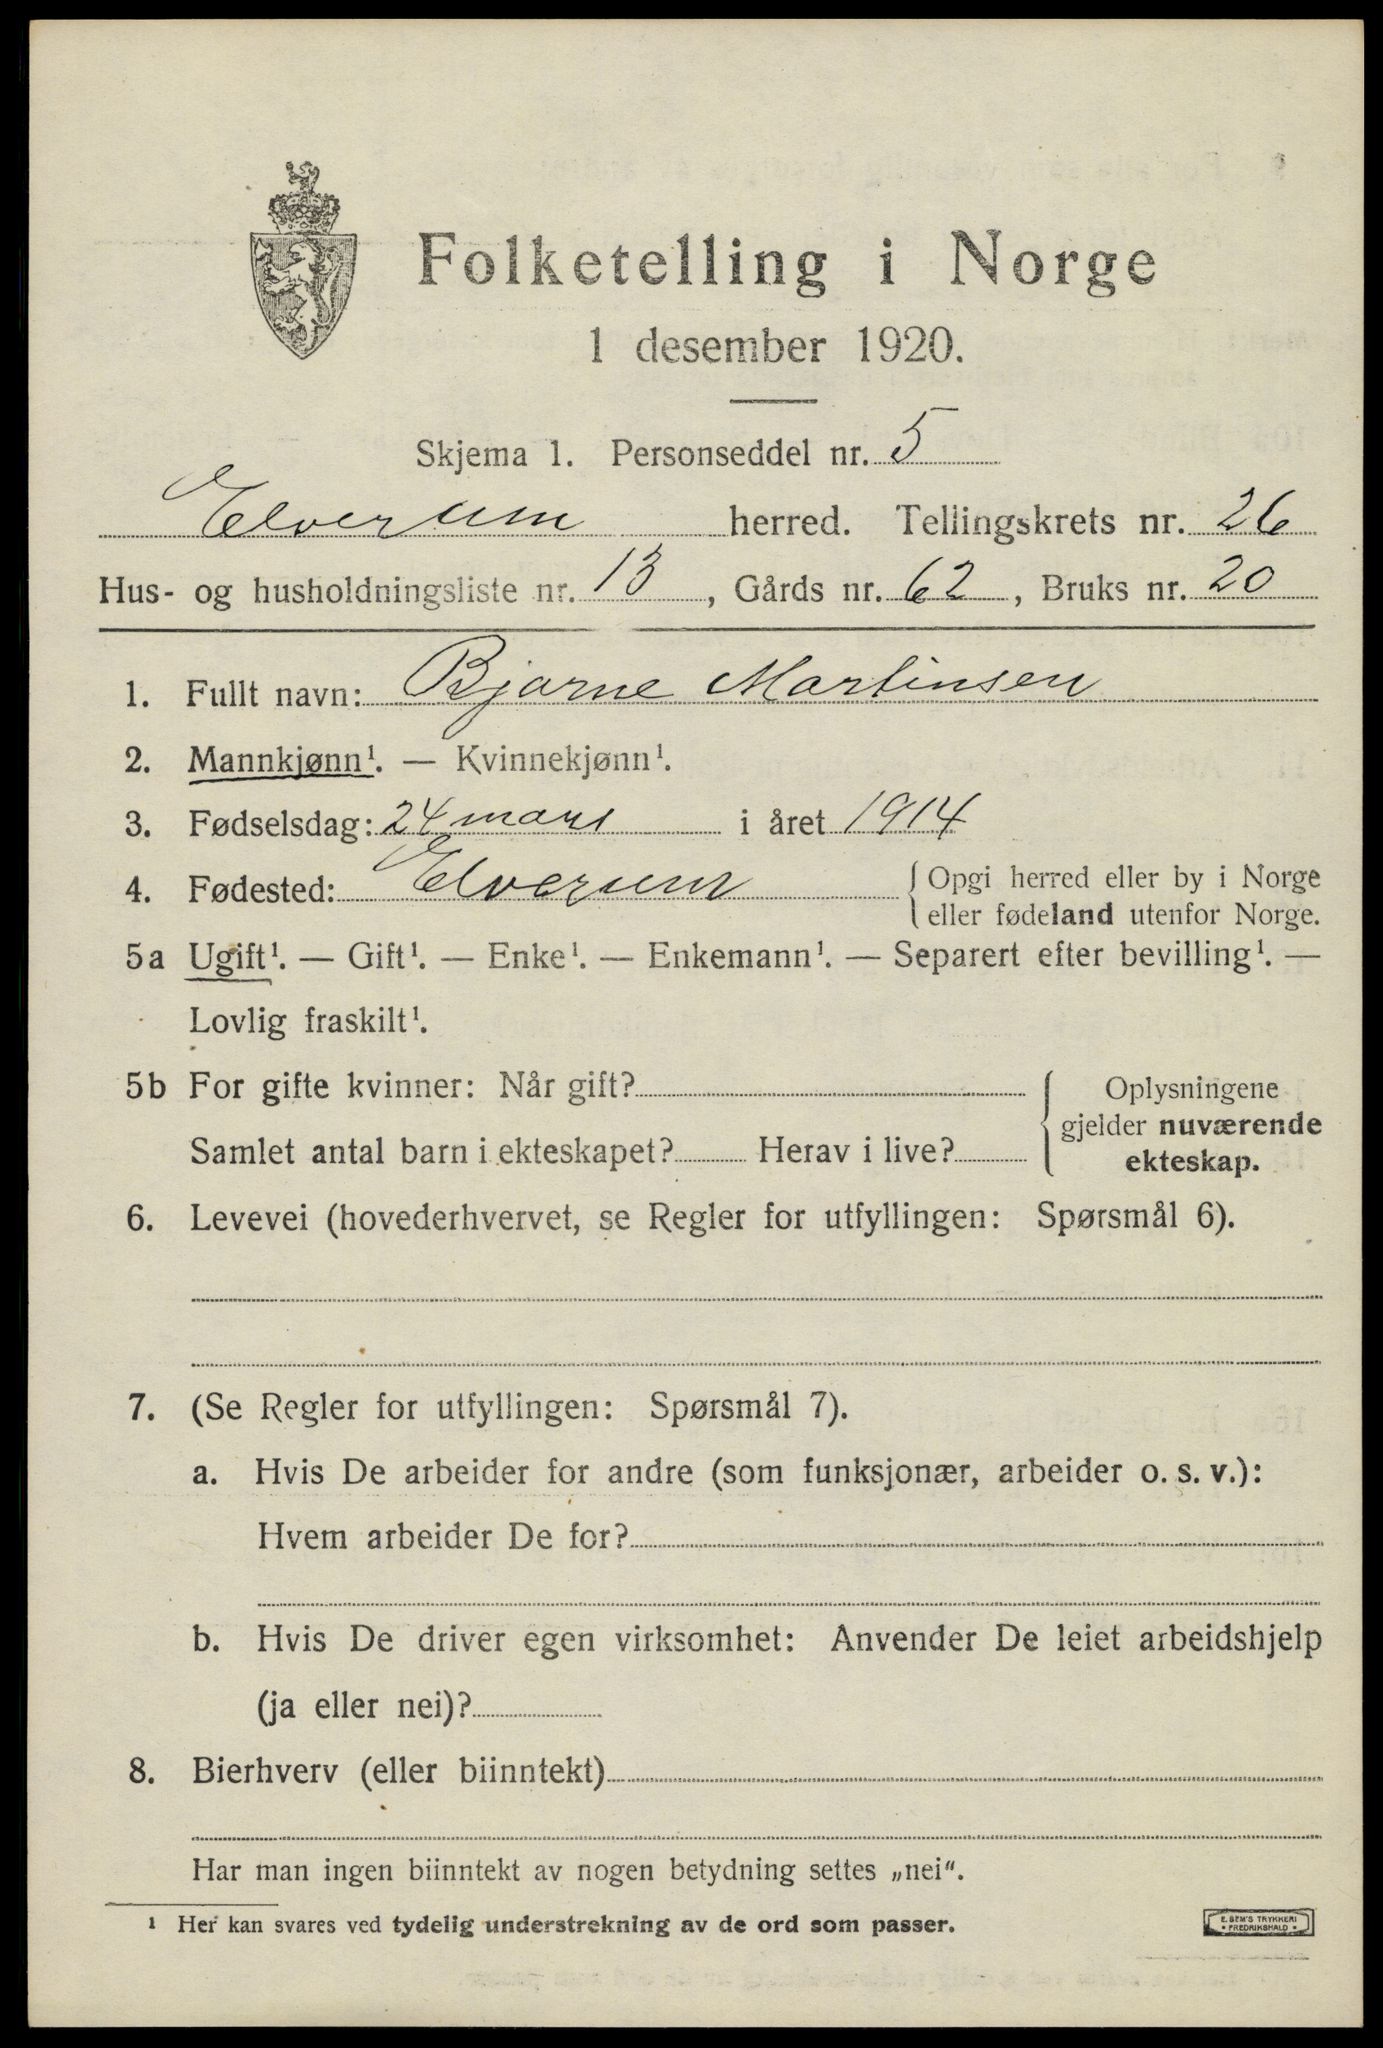 Folketelling i Norge
1 desember 1920.
Skjema 1. Personseddel nr. 5
Elverum herred. Tellingskrets nr. 26
Hus- og husholdningsliste nr. 13, Gårds nr. 62, Bruks nr. 20
1. Fullt navn: Bjarne Martinsen
2. Mannkjønn¹. — Kvinnekjønn¹.
3. Fødselsdag: 24 mars i året 1914
4. Fødested: Elverum { Opgi herred eller by i Norge
eller fødeland utenfor Norge.
5a Ugift¹. — Gift¹. — Enke¹. — Enkemann¹. — Separert efter bevilling¹. —
Lovlig fraskilt¹.
5b For gifte kvinner: Når gift?
Samlet antal barn i ekteskapet? Herav i live?
{ Oplysningene
gjelder nuværende
ekteskap.
6. Levevei (hovederhvervet, se Regler for utfyllingen: Spørsmål 6).
7. (Se Regler for utfyllingen: Spørsmål 7).
a. Hvis De arbeider for andre (som funksjonær, arbeider o. s. v.):
Hvem arbeider De for?
b. Hvis De driver egen virksomhet: Anvender De leiet arbeidshjelp
(ja eller nei)?
8. Bierhverv (eller biinntekt)
Har man ingen biinntekt av nogen betydning settes „nei“.
¹ Her kan svares ved tydelig understrekning av de ord som passer.
E. SEM'S TRYKKERI
• FREDRIKSHALD •